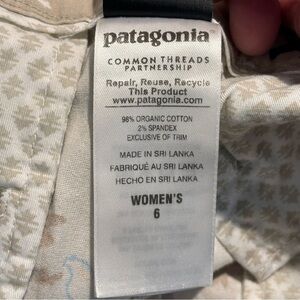 patagonia
COMMON THREADS
PARTNERSHIP
Repair, Reuse, Recycle
This Product
www.patagonia.com
98% ORGANIC COTTON
2% SPANDEX
EXCLUSIVE OF TRIM
MADE IN SRI LANKA
FABRIQUÉ AU SRI LANKA
HECHO EN SRI LANKA
WOMEN'S
6